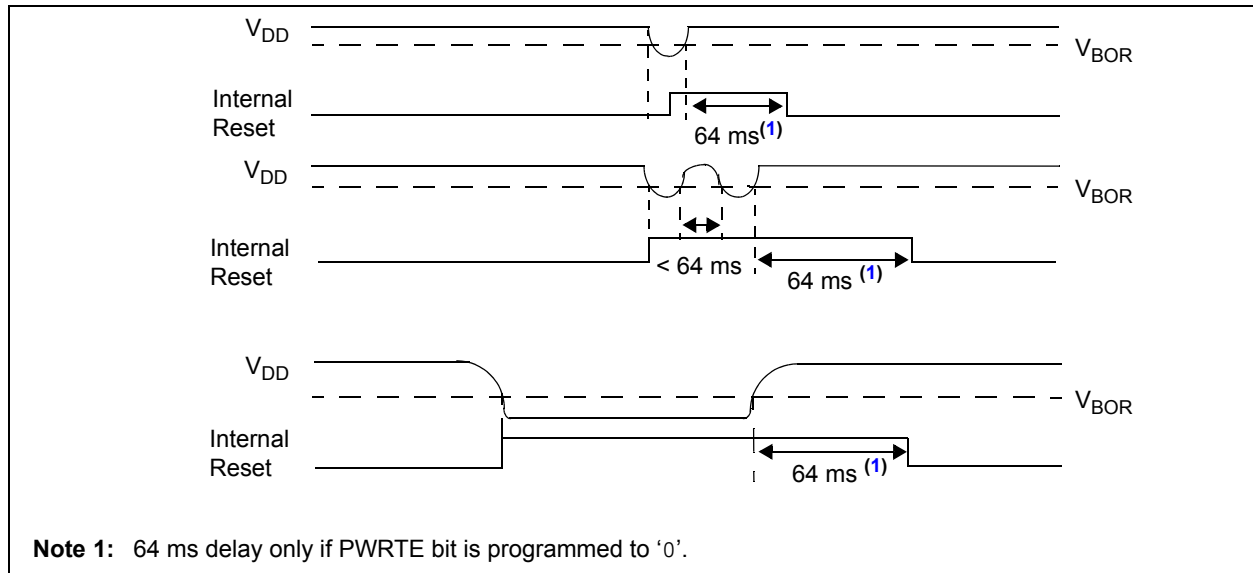 VDD
VBOR
Internal
Reset
64 ms(1)
VDD
VBOR
Internal
Reset
< 64 ms
64 ms (1)
VDD
VBOR
Internal
Reset
64 ms (1)
Note 1: 64 ms delay only if PWRTE bit is programmed to ‘0’.